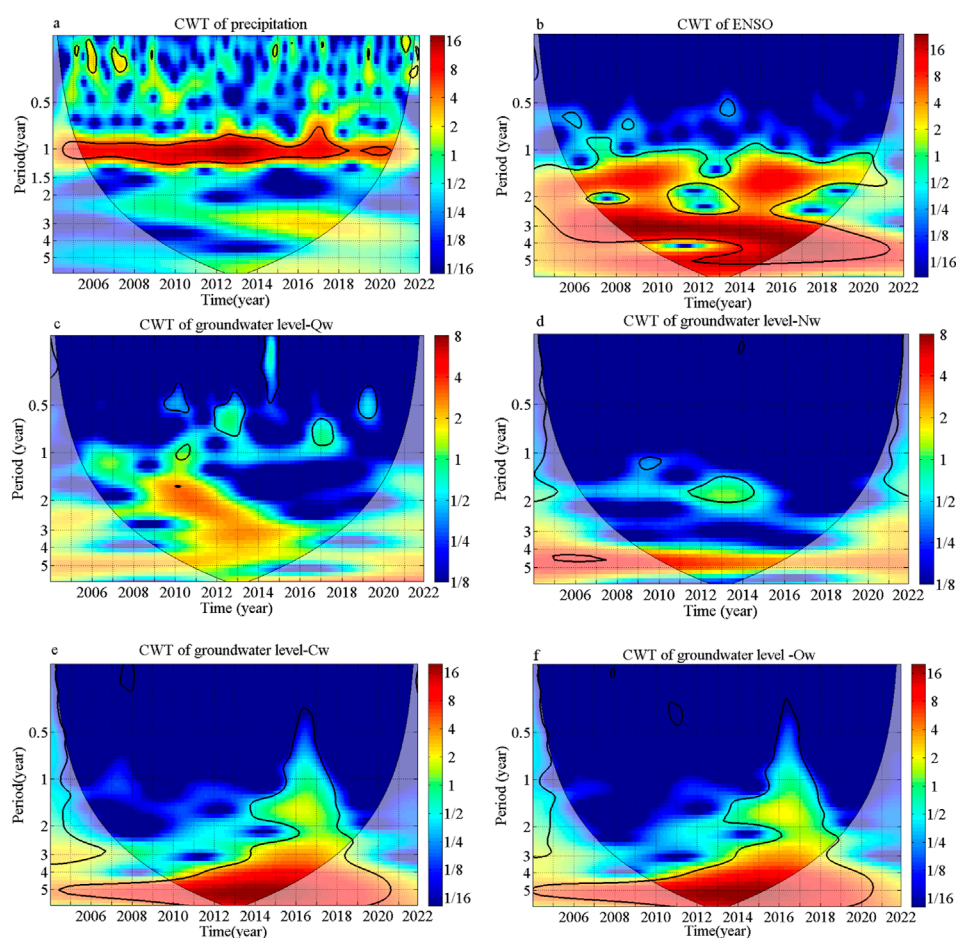 a
CWT of precipitation
Period(year)
0.5
1
1.5
2
3
4
5
2006 2008 2010 2012 2014 2016 2018 2020 2022
Time(year)
16
8
4
2
1
1/2
1/4
1/8
1/16
b
CWT of ENSO
Period (year)
0.5
1
2
3
4
5
2006 2008 2010 2012 2014 2016 2018 2020 2022
Time(year)
16
8
4
2
1
1/2
1/4
1/8
1/16
c
CWT of groundwater level-Qw
Period (year)
0.5
1
2
3
4
5
2006 2008 2010 2012 2014 2016 2018 2020 2022
Time (year)
8
4
2
1
1/2
1/4
1/8
d
CWT of groundwater level-Nw
Period (year)
0.5
1
2
3
4
5
2006 2008 2010 2012 2014 2016 2018 2020 2022
Time (year)
8
4
2
1
1/2
1/4
1/8
e
CWT of groundwater level-Cw
Period(year)
0.5
1
2
3
4
5
2006 2008 2010 2012 2014 2016 2018 2020 2022
Time(year)
16
8
4
2
1
1/2
1/4
1/8
1/16
f
CWT of groundwater level -Ow
Period (year)
0.5
1
2
3
4
5
2006 2008 2010 2012 2014 2016 2018 2020 2022
Time(year)
16
8
4
2
1
1/2
1/4
1/8
1/16